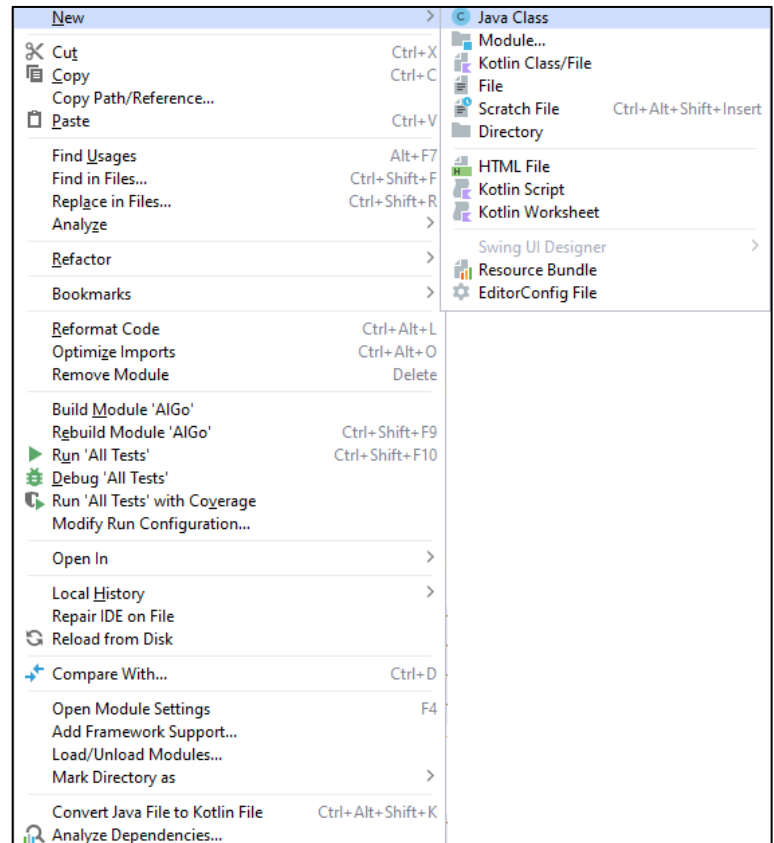 New
Cut Ctrl+X
Copy Ctrl+C
Copy Path/Reference...
Paste Ctrl+V
Find Usages Alt+F7
Find in Files... Ctrl+Shift+F
Replace in Files... Ctrl+Shift+R
Analyze
Refactor
Bookmarks
Reformat Code Ctrl+Alt+L
Optimize Imports Ctrl+Alt+O
Remove Module Delete
Build Module 'AlGo'
Rebuild Module 'AlGo' Ctrl+Shift+F9
Run 'All Tests' Ctrl+Shift+F10
Debug 'All Tests'
Run 'All Tests' with Coverage
Modify Run Configuration...
Open In
Local History
Repair IDE on File
Reload from Disk
Compare With... Ctrl+D
Open Module Settings F4
Add Framework Support...
Load/Unload Modules...
Mark Directory as
Convert Java File to Kotlin File Ctrl+Alt+Shift+K
Analyze Dependencies...
Java Class
Module...
Kotlin Class/File
File
Scratch File Ctrl+Alt+Shift+Insert
Directory
HTML File
Kotlin Script
Kotlin Worksheet
Swing UI Designer
Resource Bundle
EditorConfig File